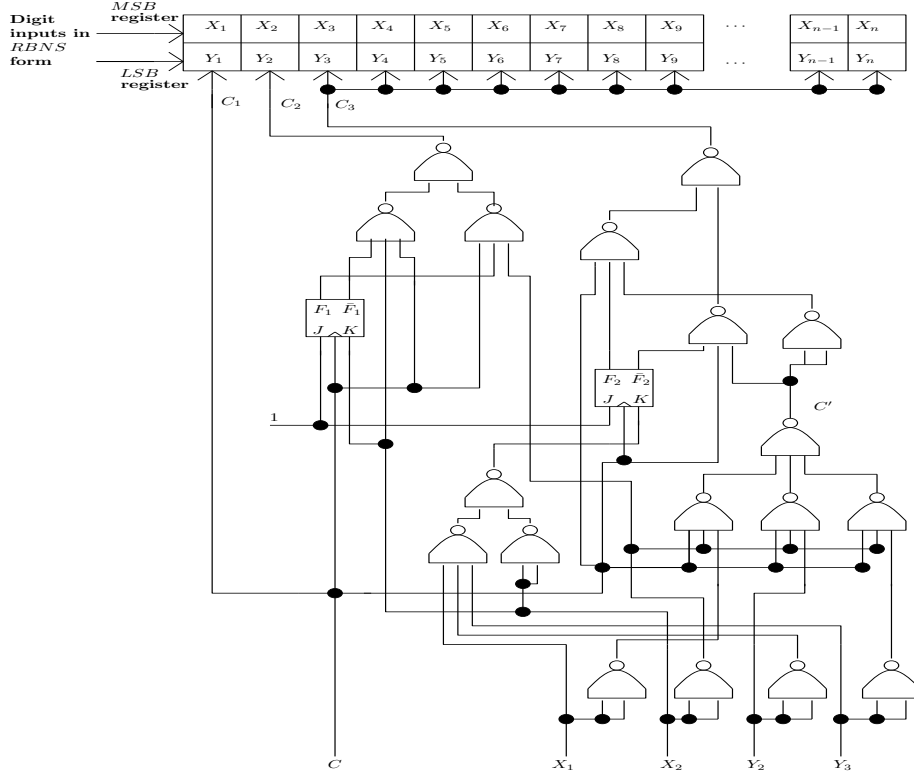 MSB
register
Digit
inputs in
RBNS
form
LSB
register
X₁ X₂ X₃ X₄ X₅ X₆ X₇ X₈ X₉ ... Xₙ₋₁ Xₙ
Y₁ Y₂ Y₃ Y₄ Y₅ Y₆ Y₇ Y₈ Y₉ ... Yₙ₋₁ Yₙ
C₁ C₂ C₃
F₁ F̄₁
J K
F₂ F̄₂
J K
1
C′
C X₁ X₂ Y₂ Y₃